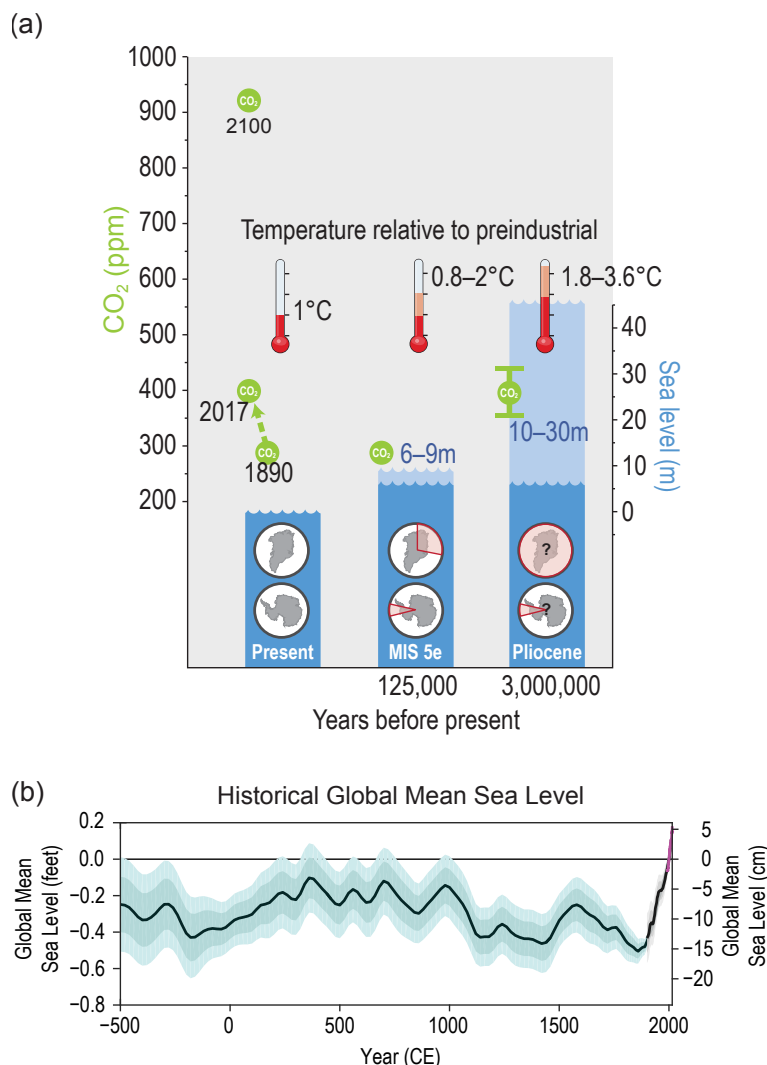 (a)
1000
900
800
700
600
500
400
300
200
CO₂ (ppm)
CO₂
2100
Temperature relative to preindustrial
1°C
0.8–2°C
1.8–3.6°C
40
30
20
10
0
Sea level (m)
CO₂
2017
CO₂
1890
CO₂
6–9m
CO₂
10–30m
?
?
Present
MIS 5e
Pliocene
125,000
3,000,000
Years before present
(b)
Historical Global Mean Sea Level
0.2
0.0
−0.2
−0.4
−0.6
−0.8
Global Mean
Sea Level (feet)
5
0
−5
−10
−15
−20
Global Mean
Sea Level (cm)
−500
0
500
1000
1500
2000
Year (CE)